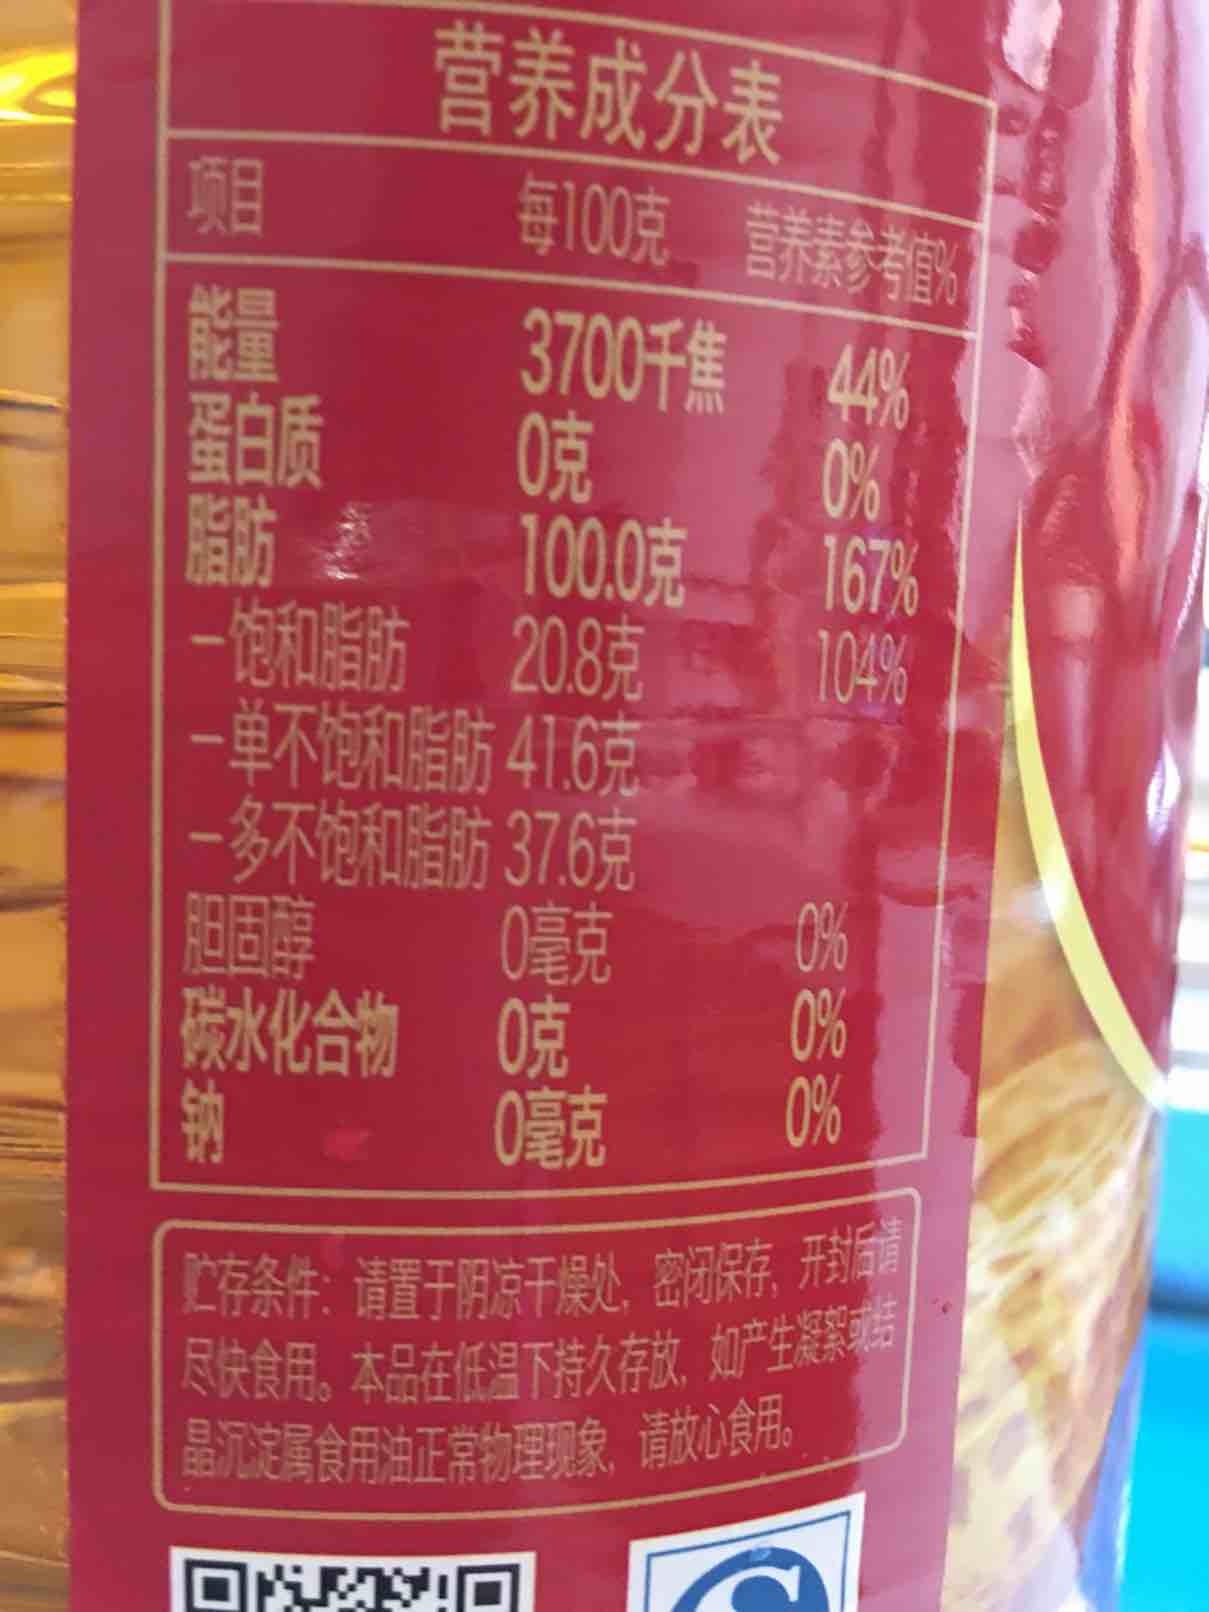 营养成分表
项目 每100克 营养素参考值%
能量 3700千焦 44%
蛋白质 0克 0%
脂肪 100.0克 167%
－饱和脂肪 20.8克 104%
－单不饱和脂肪 41.6克
－多不饱和脂肪 37.6克
胆固醇 0毫克 0%
碳水化合物 0克 0%
钠 0毫克 0%
贮存条件：请置于阴凉干燥处，密闭保存，开封后请
尽快食用。本品在低温下持久存放，如产生凝絮或结
晶沉淀属食用油正常物理现象，请放心食用。